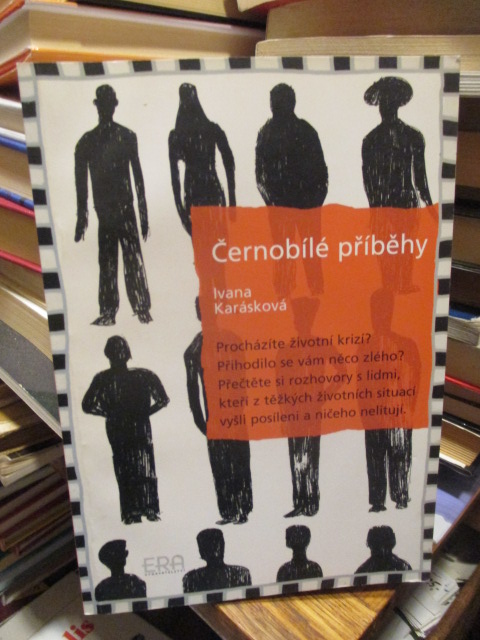 Černobílé příběhy
Ivana
Karásková
Procházíte životní krizí?
Přihodilo se vám něco zlého?
Přečtěte si rozhovory s lidmi,
kteří z těžkých životních situací
vyšli posíleni a ničeho nelitují.
ERA